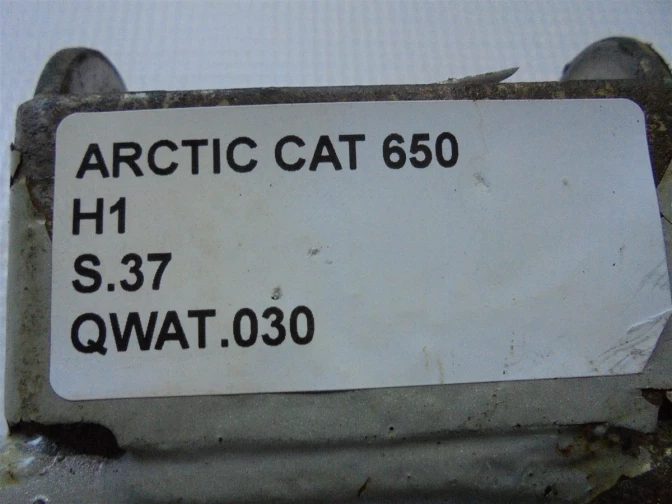 ARCTIC CAT 650
H1
S.37
QWAT.030